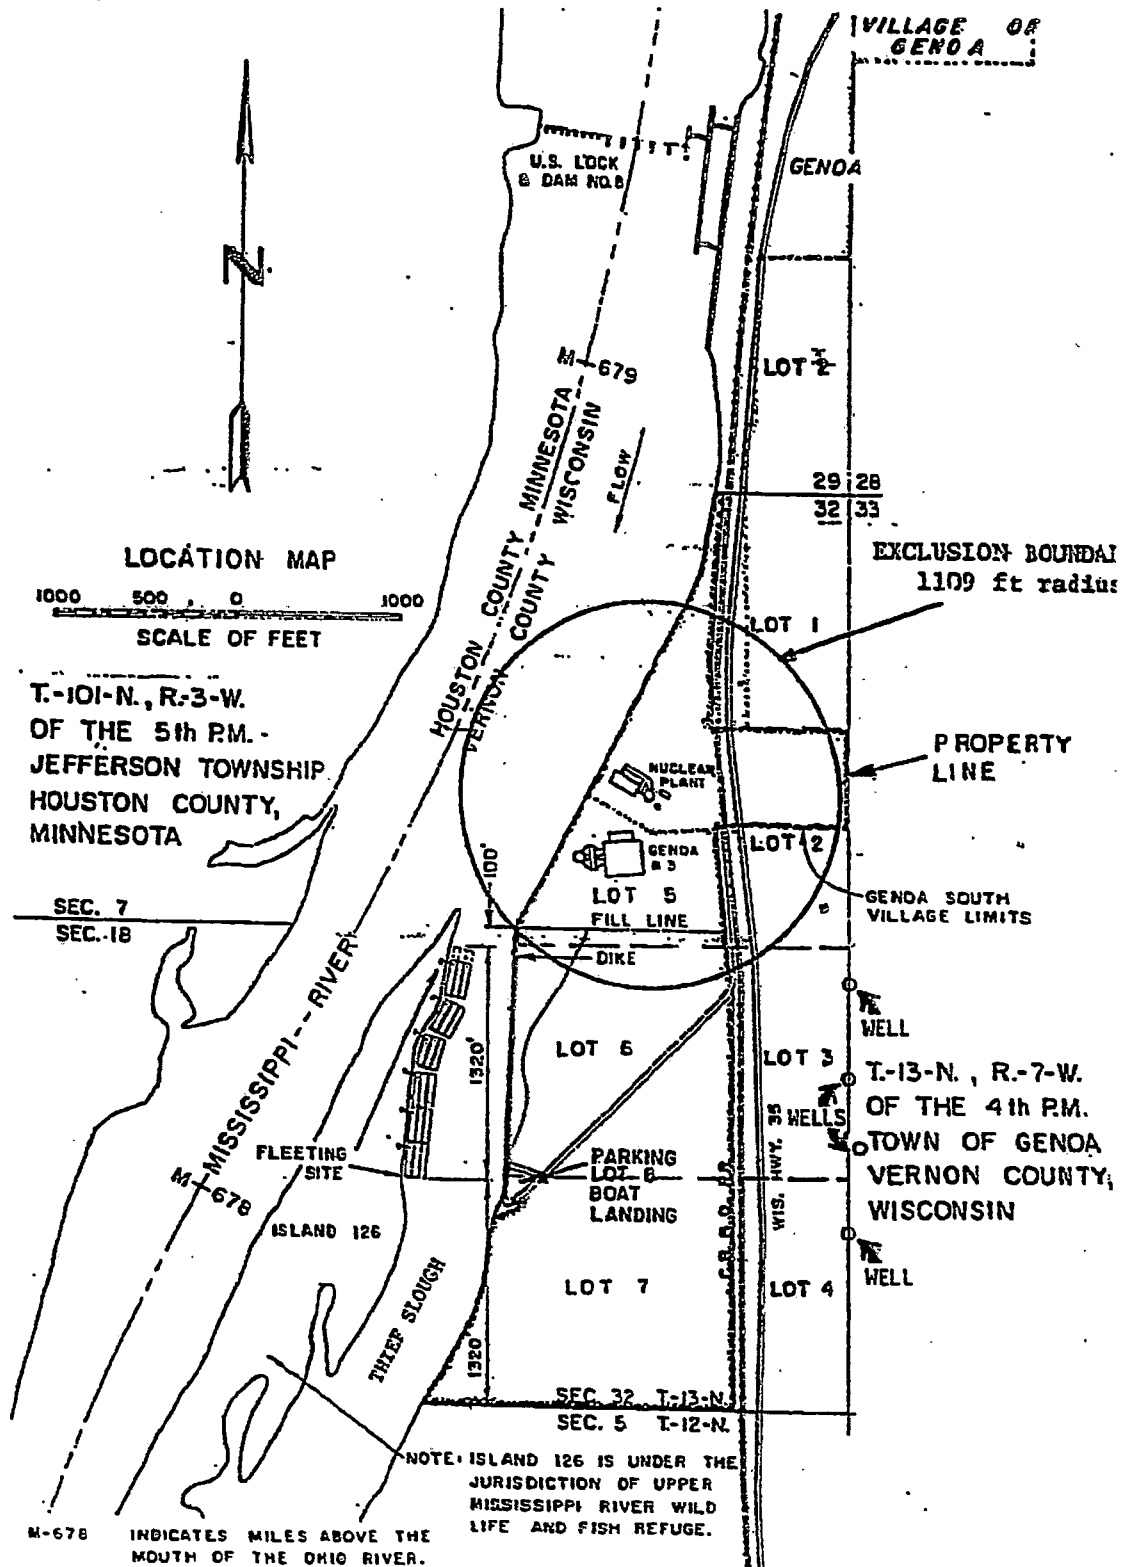 VILLAGE OF
GENOA
U.S. LOCK
& DAM NO.8
GENOA
N
M 679
LOT 2
HOUSTON COUNTY MINNESOTA
VERNON COUNTY WISCONSIN
FLOW
29 28
32 33
LOCATION MAP
1000 500 0 1000
SCALE OF FEET
EXCLUSION BOUNDAI
1109 ft radius
LOT 1
T.-101-N., R.-3-W.
OF THE 5th P.M. -
JEFFERSON TOWNSHIP
HOUSTON COUNTY,
MINNESOTA
PROPERTY
LINE
NUCLEAR
PLANT
LOT 2
GENOA
# 3
100'
LOT 5
FILL LINE
GENOA SOUTH
VILLAGE LIMITS
SEC. 7
SEC.-18
DIKE
MISSISSIPPI -- RIVER
1320'
LOT 6
WELL
LOT 3
T.-13-N., R.-7-W.
OF THE 4th P.M.
TOWN OF GENOA
VERNON COUNTY,
WISCONSIN
WELLS
WIS. HWY. 35
FLEETING
SITE
PARKING
LOT &
BOAT
LANDING
M 678
ISLAND 126
WELL
THIEF SLOUGH
LOT 7
LOT 4
1320'
SEC. 32 T.-13-N.
SEC. 5 T.-12-N.
NOTE: ISLAND 126 IS UNDER THE
JURISDICTION OF UPPER
MISSISSIPPI RIVER WILD
LIFE AND FISH REFUGE.
M-678 INDICATES MILES ABOVE THE
MOUTH OF THE OHIO RIVER.